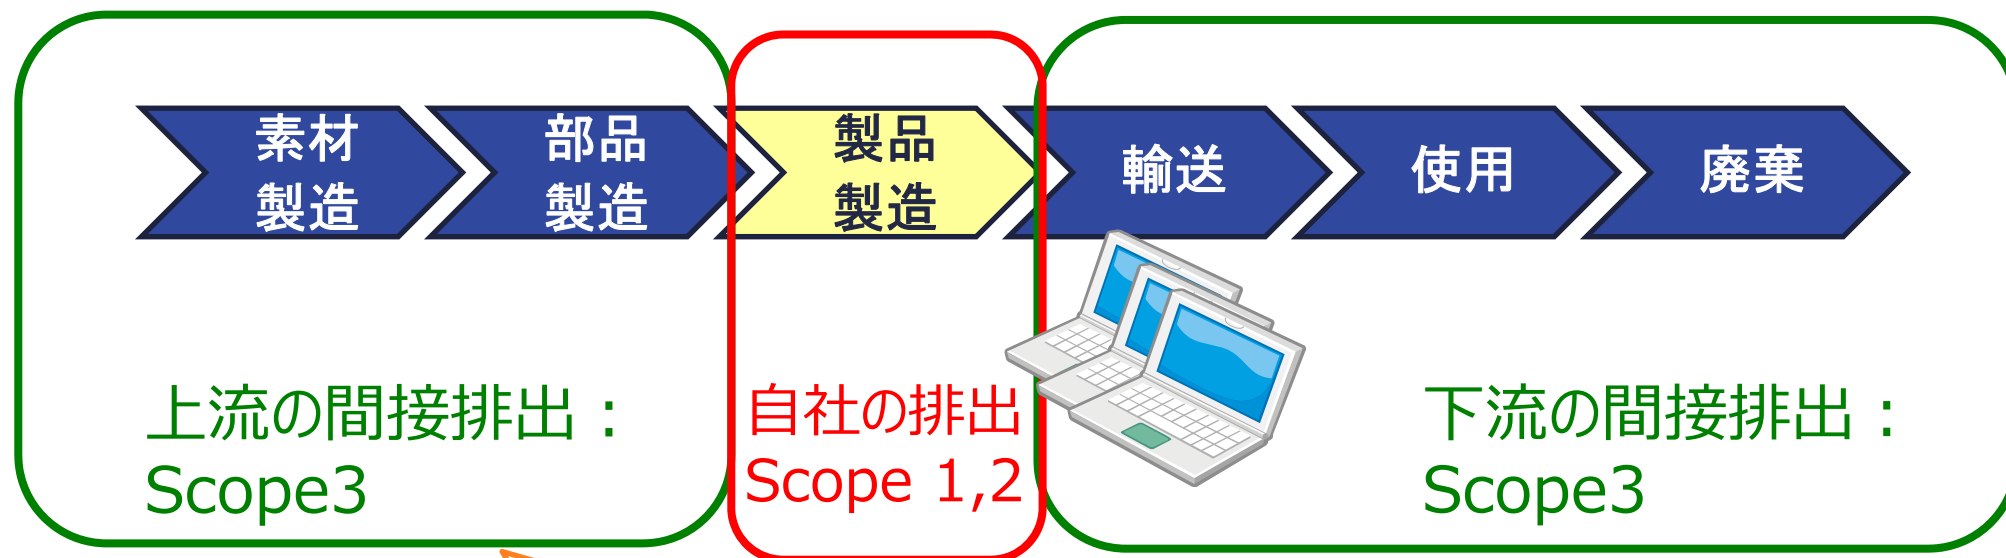 素材
製造
部品
製造
製品
製造
輸送
使用
廃棄
上流の間接排出：
Scope3
自社の排出
Scope 1,2
下流の間接排出：
Scope3